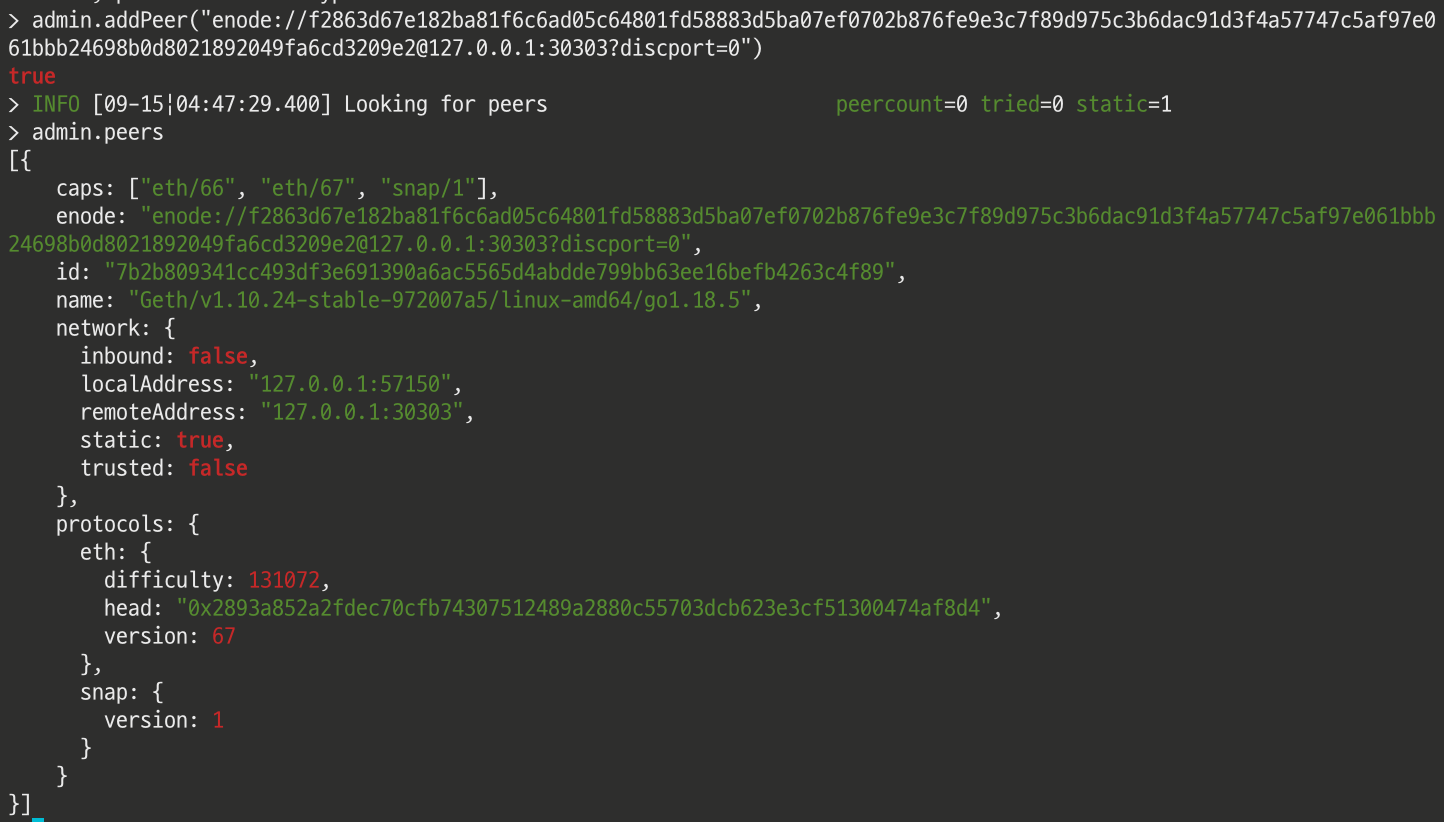 > admin.addPeer("enode://f2863d67e182ba81f6c6ad05c64801fd58883d5ba07ef0702b876fe9e3c7f89d975c3b6dac91d3f4a57747c5af97e0
61bbb24698b0d8021892049fa6cd3209e2@127.0.0.1:30303?discport=0")
true
> INFO [09-15|04:47:29.400] Looking for peers peercount=0 tried=0 static=1
> admin.peers
[{
    caps: ["eth/66", "eth/67", "snap/1"],
    enode: "enode://f2863d67e182ba81f6c6ad05c64801fd58883d5ba07ef0702b876fe9e3c7f89d975c3b6dac91d3f4a57747c5af97e061bbb
24698b0d8021892049fa6cd3209e2@127.0.0.1:30303?discport=0",
    id: "7b2b809341cc493df3e691390a6ac5565d4abdde799bb63ee16befb4263c4f89",
    name: "Geth/v1.10.24-stable-972007a5/linux-amd64/go1.18.5",
    network: {
      inbound: false,
      localAddress: "127.0.0.1:57150",
      remoteAddress: "127.0.0.1:30303",
      static: true,
      trusted: false
    },
    protocols: {
      eth: {
        difficulty: 131072,
        head: "0x2893a852a2fdec70cfb74307512489a2880c55703dcb623e3cf51300474af8d4",
        version: 67
      },
      snap: {
        version: 1
      }
    }
}]